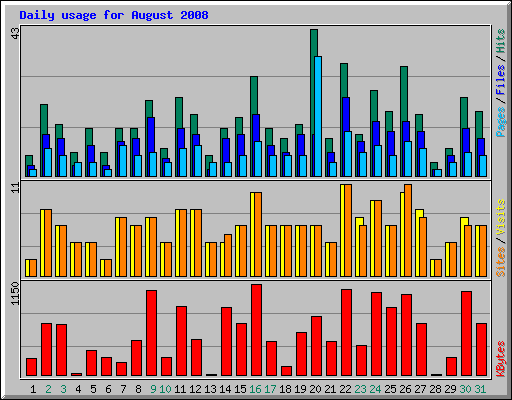 Daily usage for August 2008
43
Pages / Files / Hits
11
Sites / Visits
1150
KBytes
1 2 3 4 5 6 7 8 9 10 11 12 13 14 15 16 17 18 19 20 21 22 23 24 25 26 27 28 29 30 31